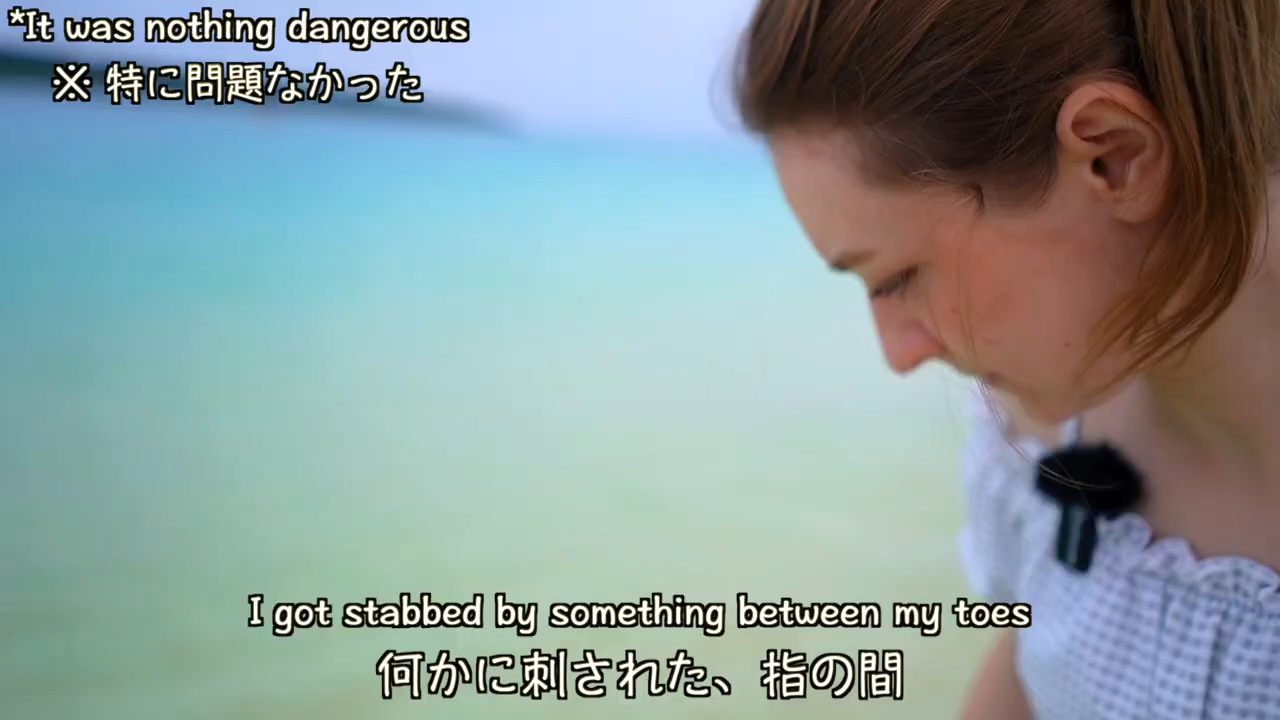 *It was nothing dangerous
※ 特に問題なかった
I got stabbed by something between my toes
何かに刺された、指の間